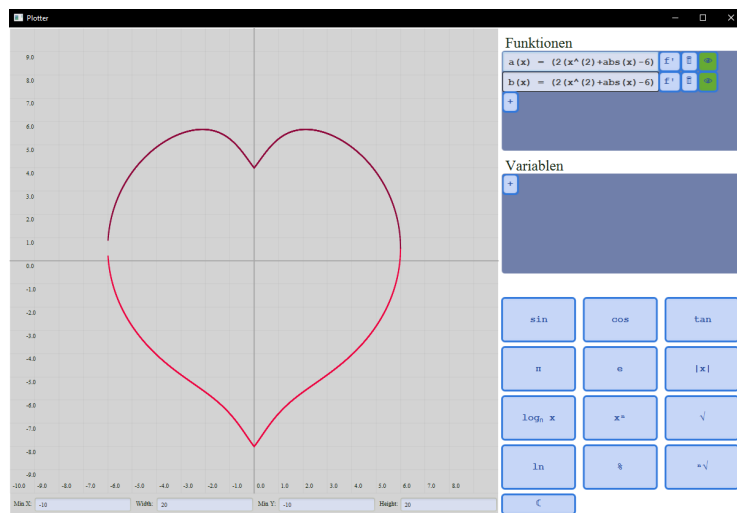 Plotter
Funktionen
a(x) = (2(x^(2)+abs(x)-6) f'
b(x) = (2(x^(2)+abs(x)-6) f'
+
Variablen
+
9.0
8.0
7.0
6.0
5.0
4.0
3.0
2.0
1.0
0.0
-1.0
-2.0
-3.0
-4.0
-5.0
-6.0
-7.0
-8.0
-9.0
-10.0 -9.0 -8.0 -7.0 -6.0 -5.0 -4.0 -3.0 -2.0 -1.0 0.0 1.0 2.0 3.0 4.0 5.0 6.0 7.0 8.0
sin cos tan
π e |x|
logₙ x xⁿ √
ln % ⁿ√
Min X: -10 Width: 20 Min Y: -10 Height: 20